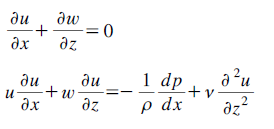 ∂u/∂x + ∂w/∂z = 0
u ∂u/∂x + w ∂u/∂z = − 1/ρ dp/dx + ν ∂²u/∂z²